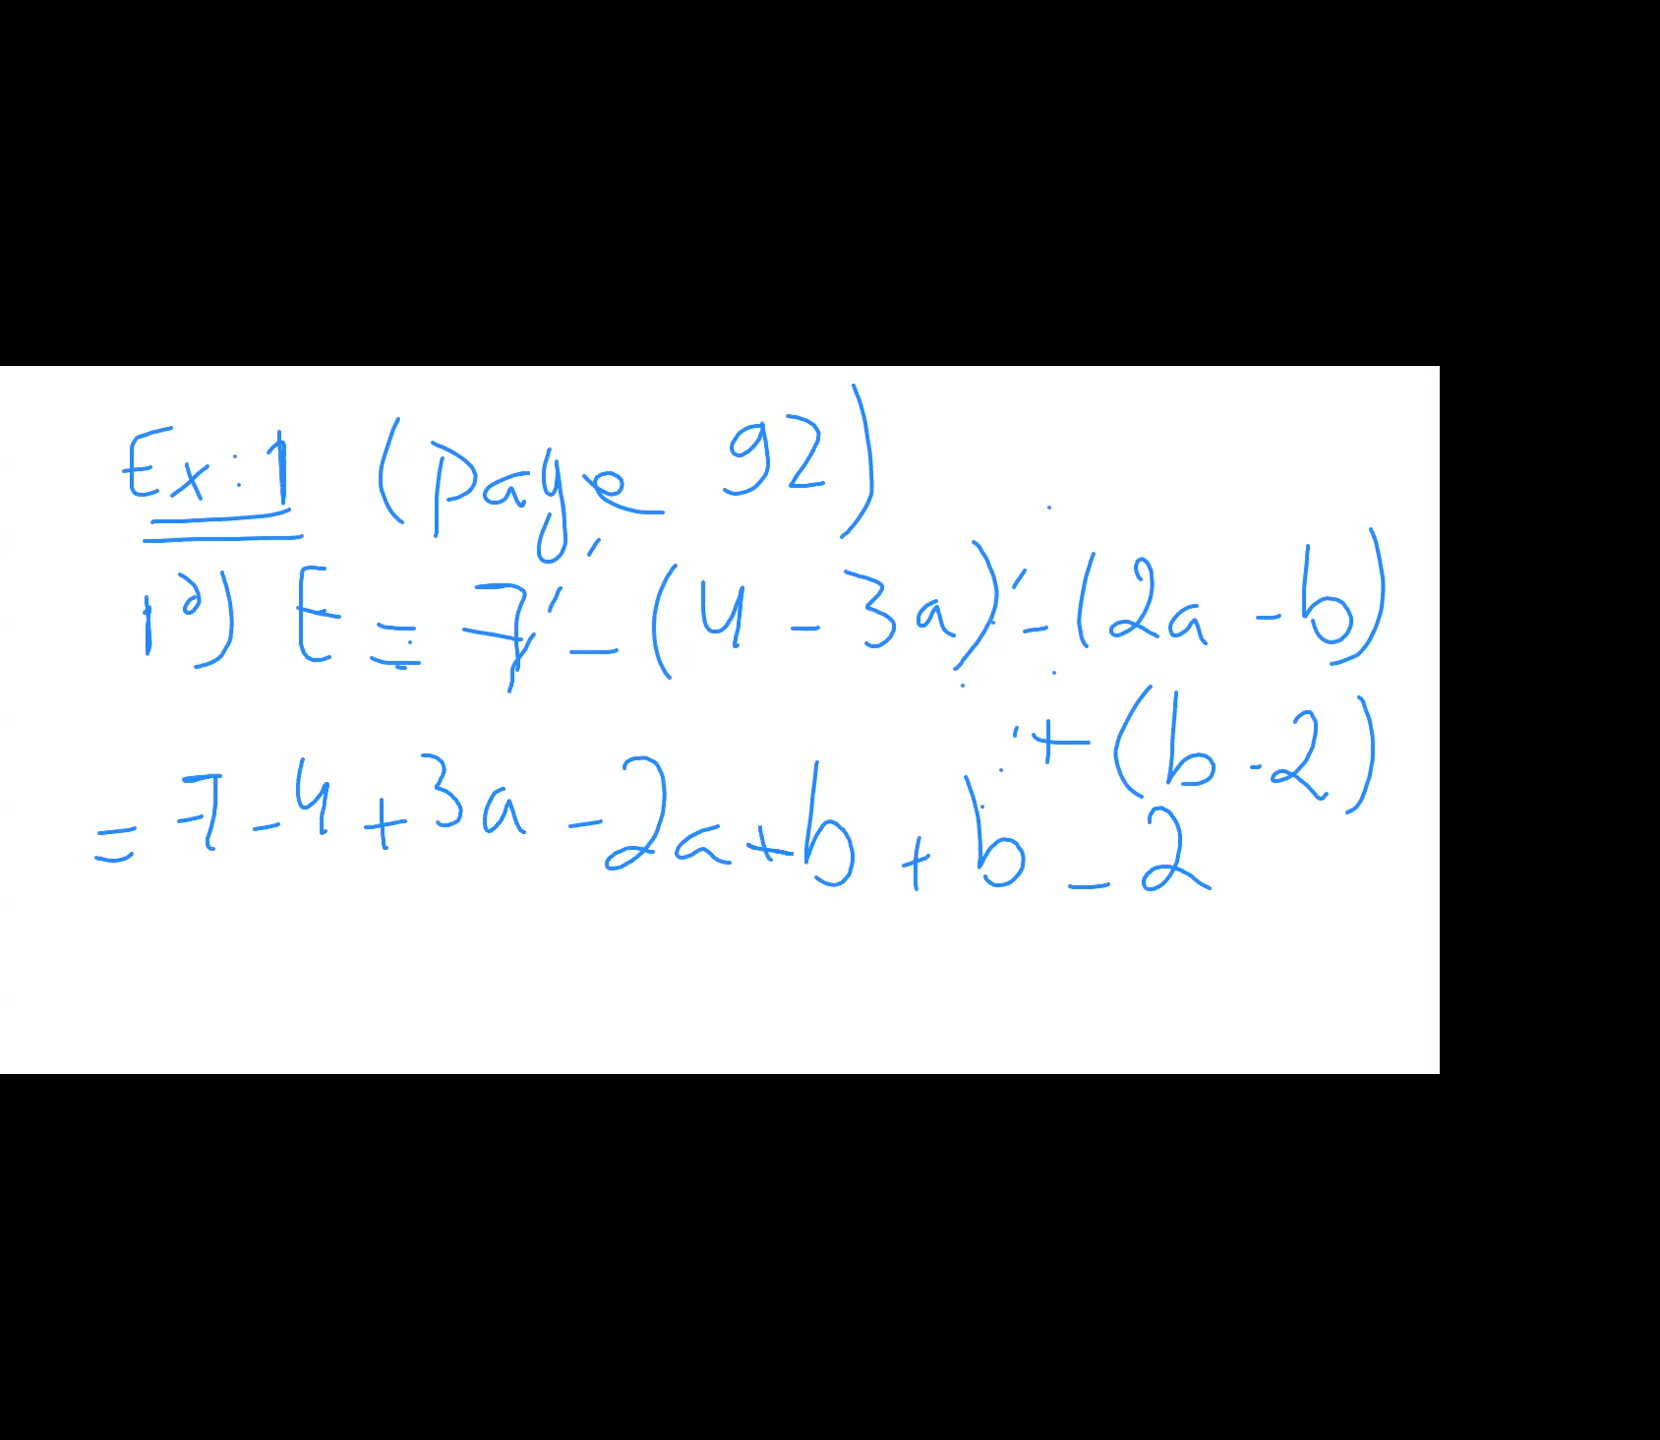 Ex:1 (page 92)
1°) E = 7 - (4 - 3a) - (2a - b)
+ (b - 2)
= 7 - 4 + 3a - 2a + b + b - 2